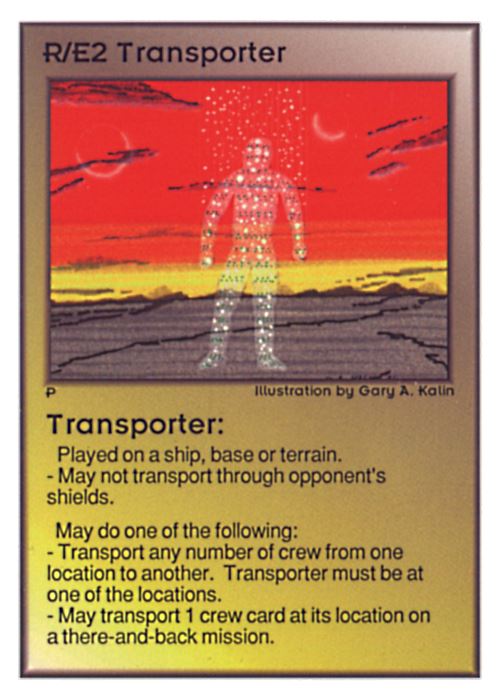 R/E2 Transporter
P
Illustration by Gary A. Kalin
Transporter:
Played on a ship, base or terrain.
- May not transport through opponent's
shields.
May do one of the following:
- Transport any number of crew from one
location to another. Transporter must be at
one of the locations.
- May transport 1 crew card at its location on
a there-and-back mission.